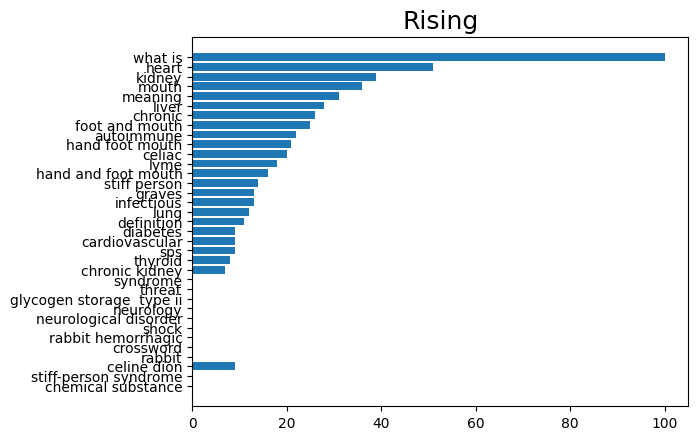 Rising
what is
heart
kidney
mouth
meaning
liver
chronic
foot and mouth
autoimmune
hand foot mouth
celiac
lyme
hand and foot mouth
stiff person
graves
infectious
lung
definition
diabetes
cardiovascular
sps
thyroid
chronic kidney
syndrome
threat
glycogen storage  type ii
neurology
neurological disorder
shock
rabbit hemorrhagic
crossword
rabbit
celine dion
stiff-person syndrome
chemical substance
0 20 40 60 80 100